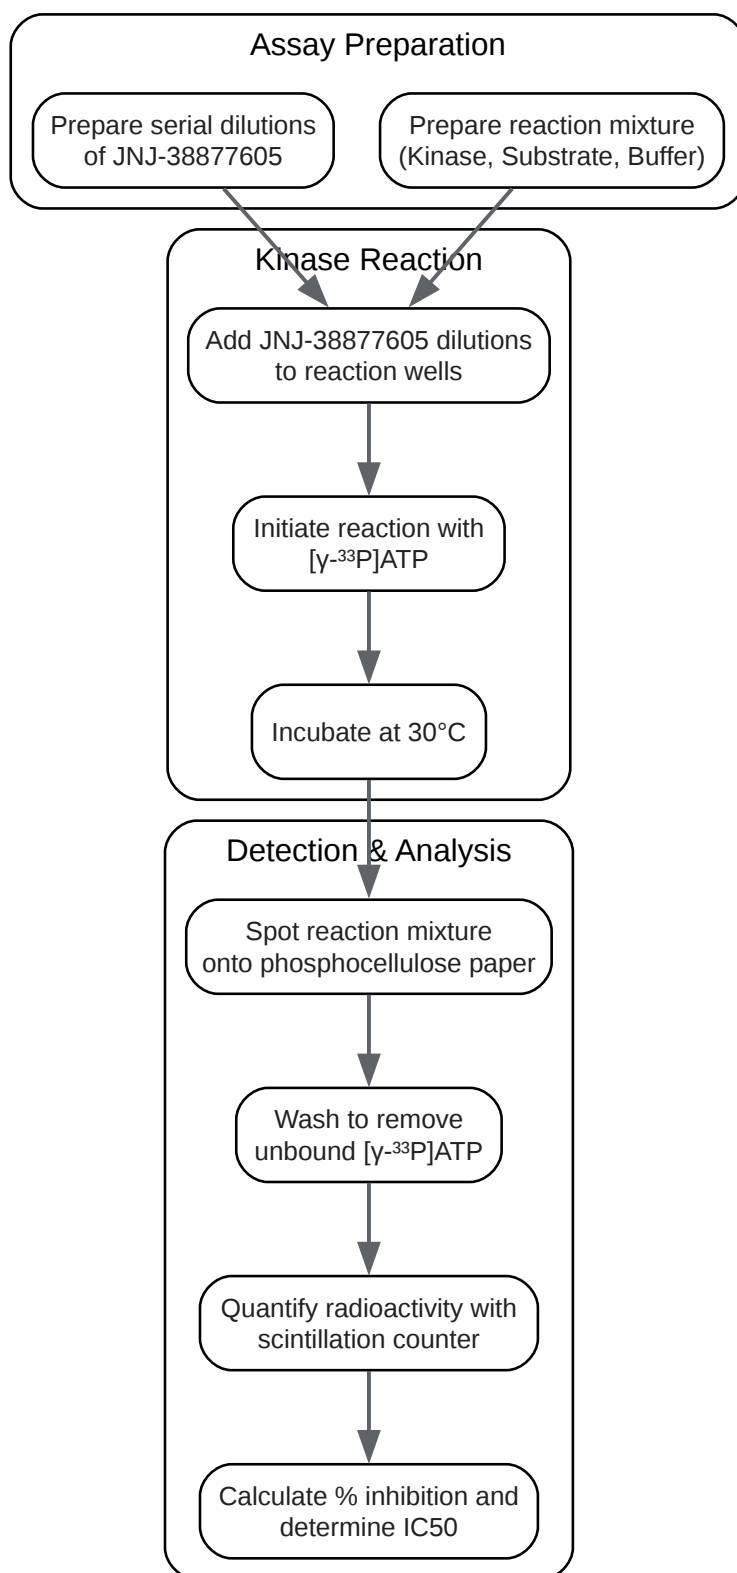 Assay Preparation
Prepare serial dilutions
of JNJ-38877605
Prepare reaction mixture
(Kinase, Substrate, Buffer)
Kinase Reaction
Add JNJ-38877605 dilutions
to reaction wells
Initiate reaction with
[γ-³³P]ATP
Incubate at 30°C
Detection & Analysis
Spot reaction mixture
onto phosphocellulose paper
Wash to remove
unbound [γ-³³P]ATP
Quantify radioactivity with
scintillation counter
Calculate % inhibition and
determine IC50